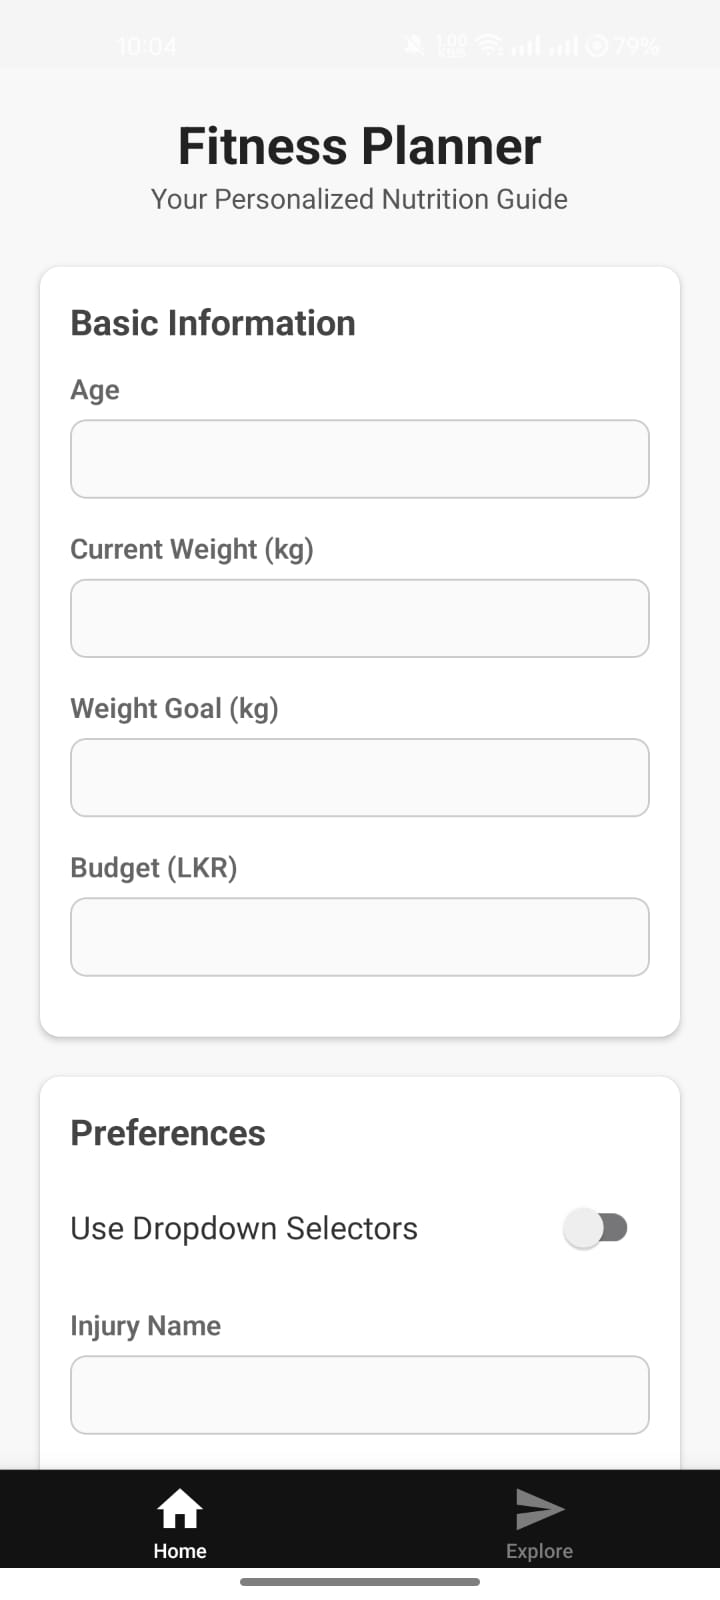 10:04
79%
Fitness Planner
Your Personalized Nutrition Guide
Basic Information
Age
Current Weight (kg)
Weight Goal (kg)
Budget (LKR)
Preferences
Use Dropdown Selectors
Injury Name
Home
Explore